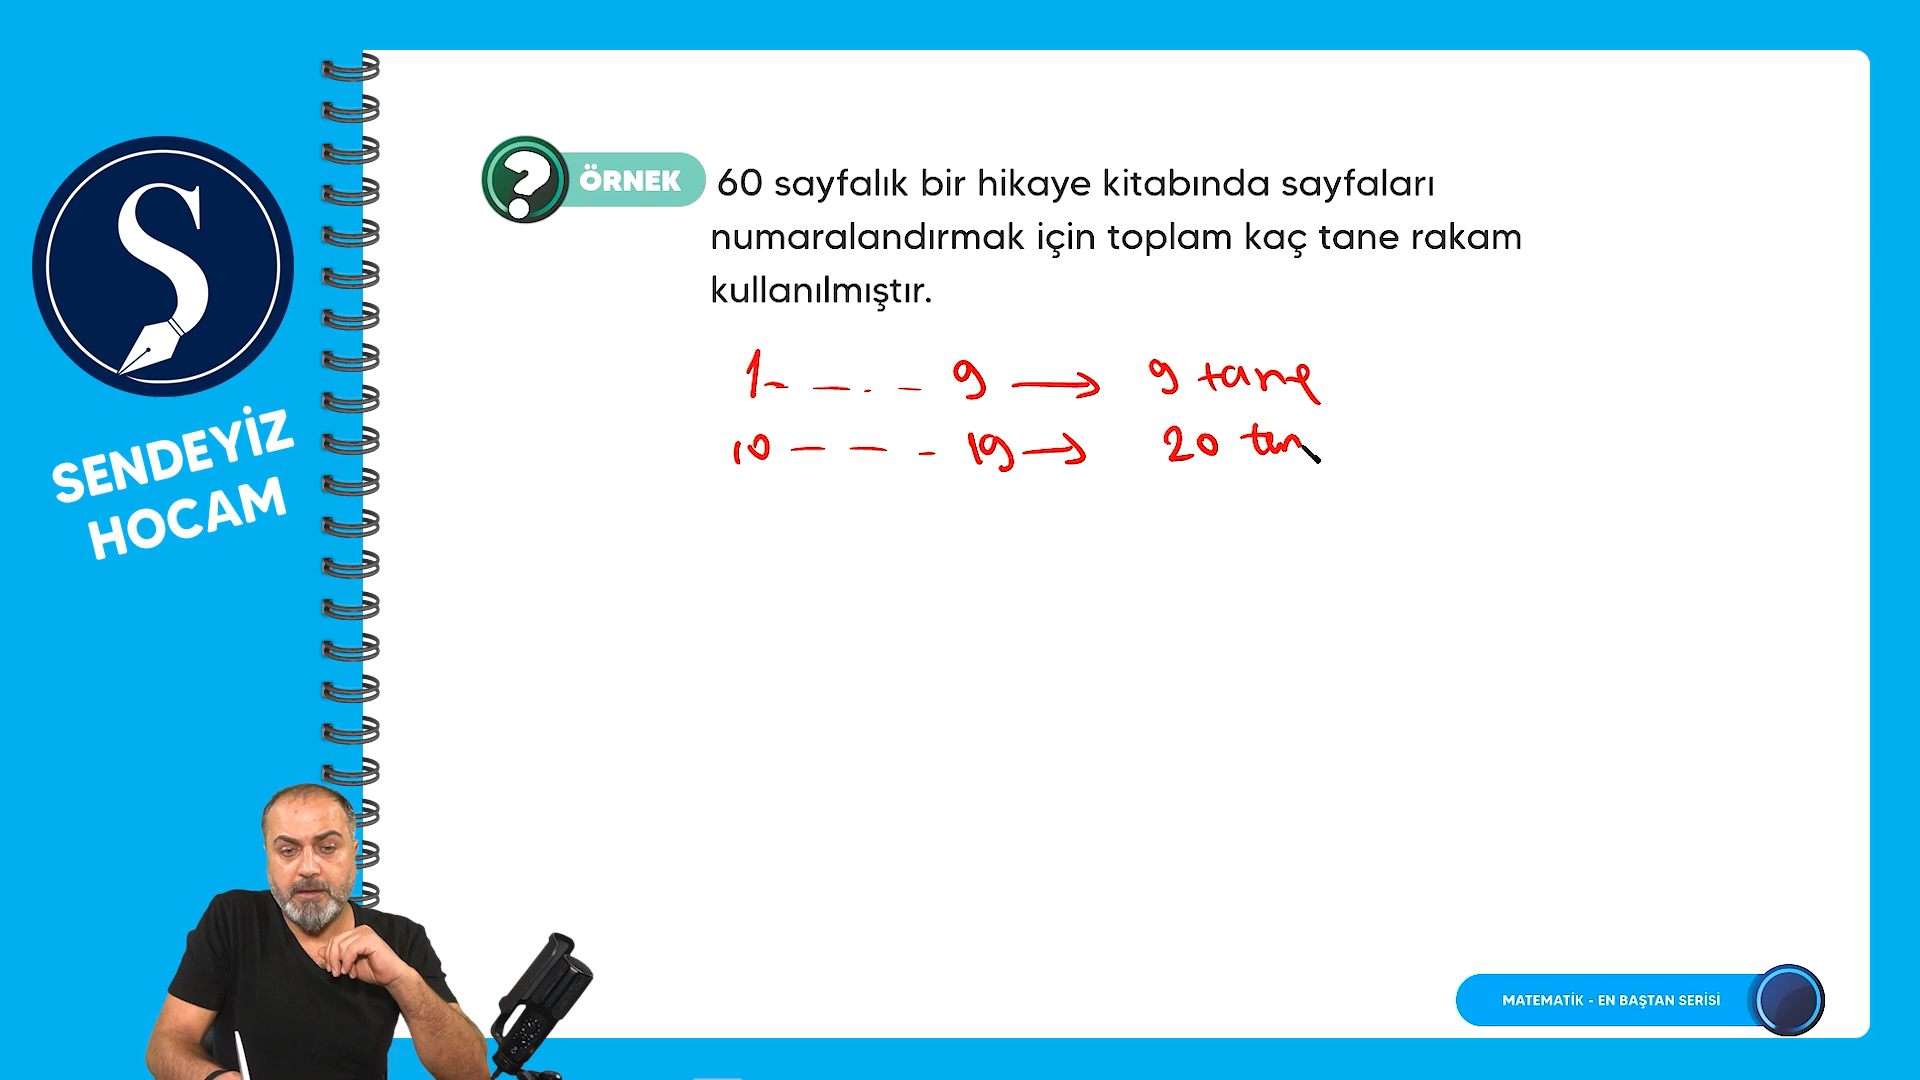 SENDEYİZ
HOCAM
ÖRNEK
60 sayfalık bir hikaye kitabında sayfaları
numaralandırmak için toplam kaç tane rakam
kullanılmıştır.
1 - - . - 9 → 9 tane
10 - - - 19 → 20 tan
MATEMATİK - EN BAŞTAN SERİSİ